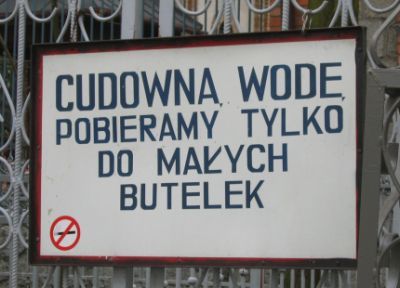 CUDOWNĄ WODĘ
POBIERAMY TYLKO
DO MAŁYCH
BUTELEK